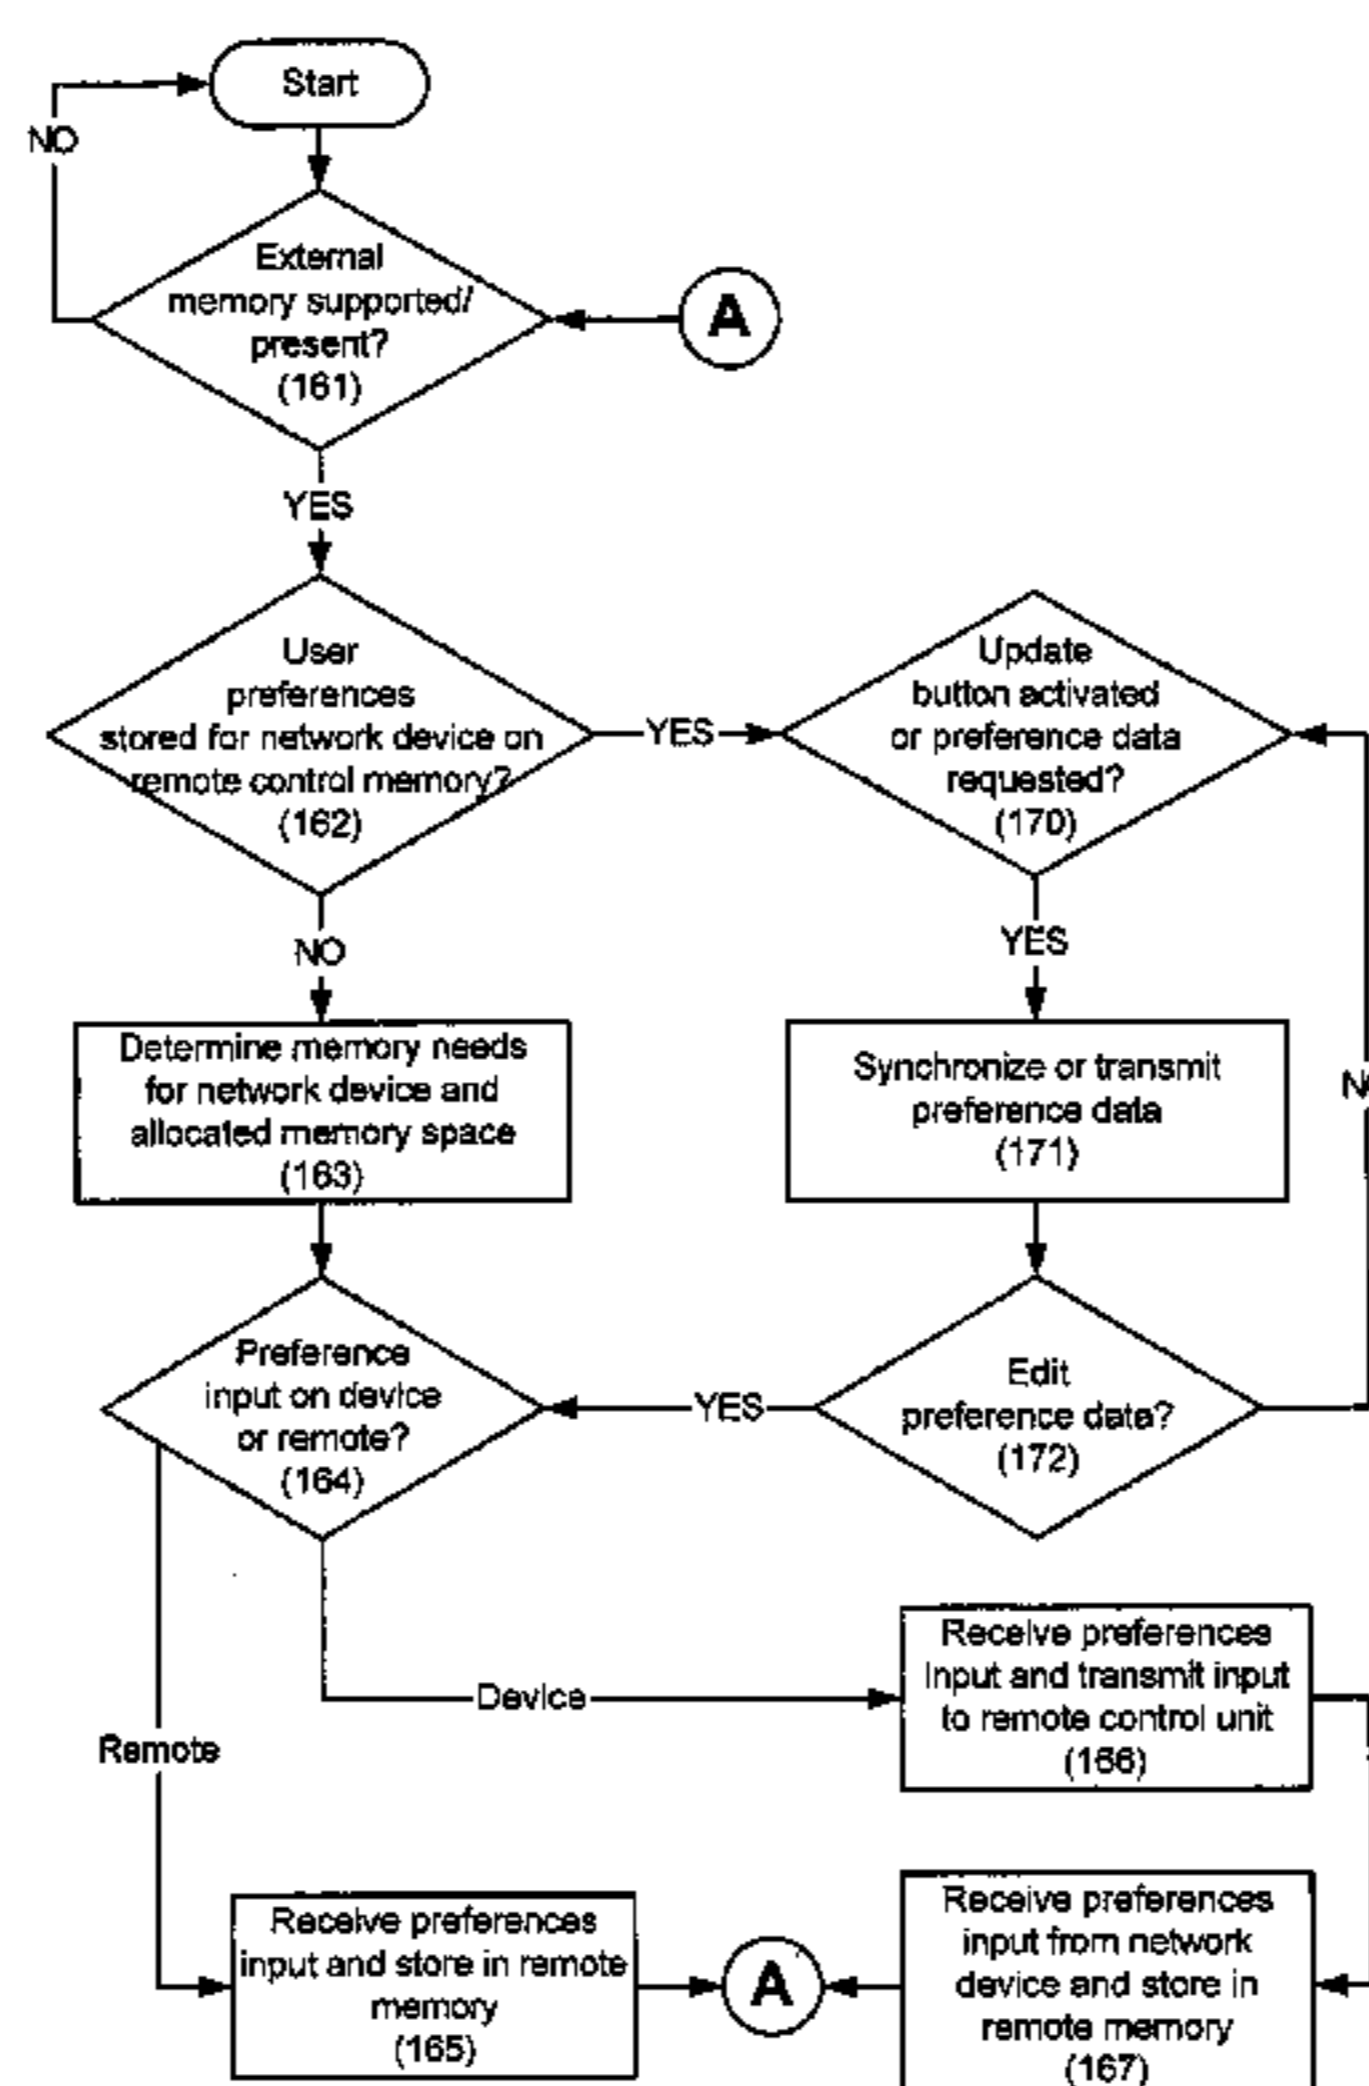 Start
NO
External
memory supported/
present?
(161)
A
YES
User
preferences
stored for network device on
remote control memory?
(162)
YES
Update
button activated
or preference data
requested?
(170)
NO
YES
Determine memory needs
for network device and
allocated memory space
(163)
Synchronize or transmit
preference data
(171)
Preference
input on device
or remote?
(164)
YES
Edit
preference data?
(172)
Device
Receive preferences
input and transmit input
to remote control unit
(166)
Remote
Receive preferences
input and store in remote
memory
(165)
A
Receive preferences
input from network
device and store in
remote memory
(167)